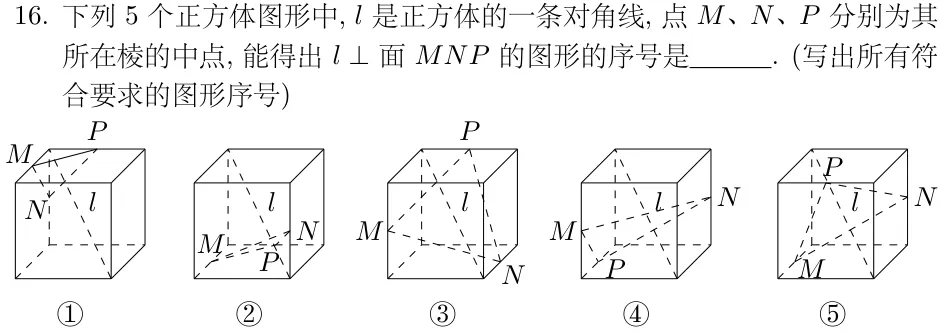 16. 下列 5 个正方体图形中, l 是正方体的一条对角线, 点 M、N、P 分别为其
所在棱的中点, 能得出 l ⊥ 面 MNP 的图形的序号是______. (写出所有符
合要求的图形序号)
M P N l
M N P l
P M N l
M N P l
P N M l
① ② ③ ④ ⑤